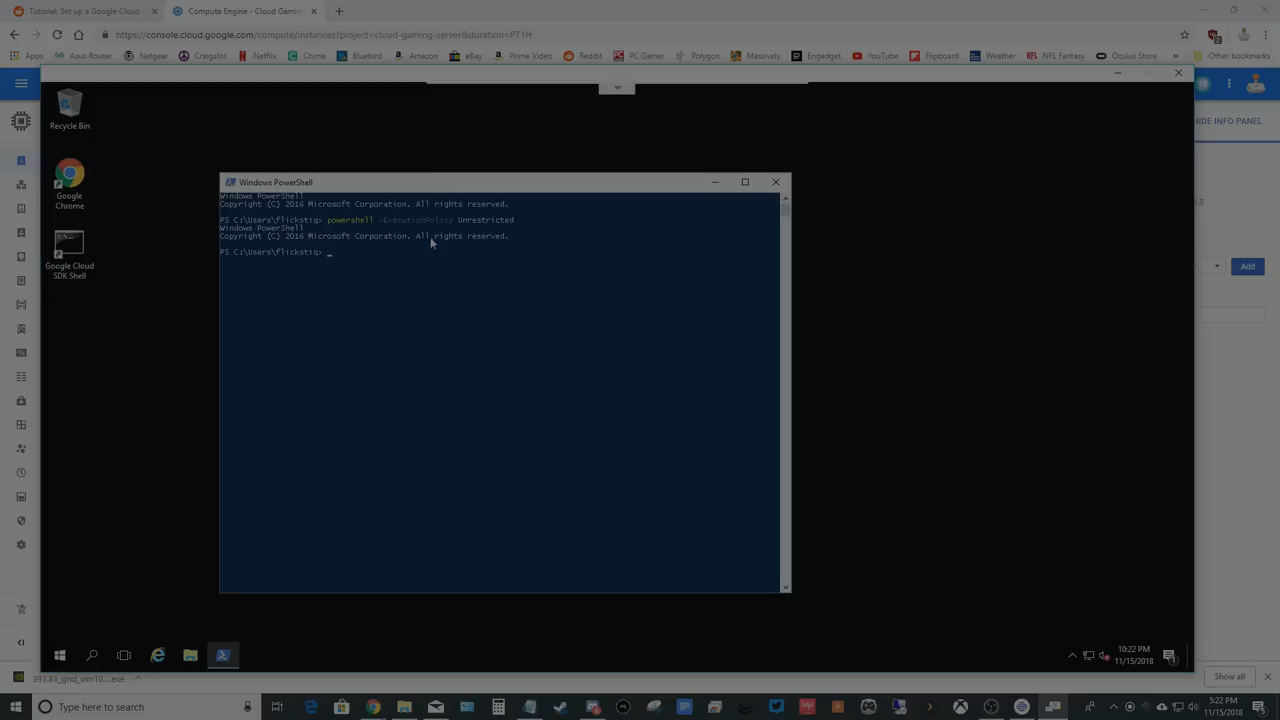 Tutorial: Set up a Google Cloud
Compute Engine - Cloud Gaming
https://console.cloud.google.com/compute/instances?project=cloud-gaming-server&duration=PT1H
Apps
Asus Router
Netgear
Craigslist
Netflix
Chime
Bluebird
Amazon
eBay
Prime Video
Reddit
PC Gamer
Polygon
Massively
Engadget
YouTube
Flipboard
Weather
NFL Fantasy
Oculus Store
Other bookmarks
HIDE INFO PANEL
Recycle Bin
Google
Chrome
Google Cloud
SDK Shell
Windows PowerShell
Windows PowerShell
Copyright (C) 2016 Microsoft Corporation. All rights reserved.
PS C:\Users\flickstiq> powershell -ExecutionPolicy Unrestricted
Windows PowerShell
Copyright (C) 2016 Microsoft Corporation. All rights reserved.
PS C:\Users\flickstiq> _
Add
10:22 PM
11/15/2018
Show all
Type here to search
5:22 PM
11/15/2018